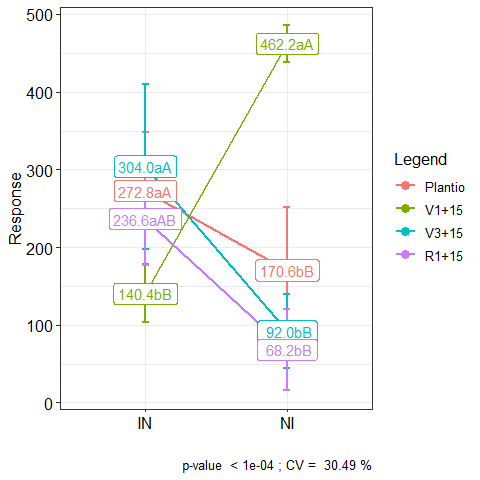 500
400
300
200
100
0
Response
462.2aA
304.0aA
272.8aA
236.6aAB
170.6bB
140.4bB
92.0bB
68.2bB
IN NI
Legend
Plantio
V1+15
V3+15
R1+15
p-value < 1e-04 ; CV = 30.49 %